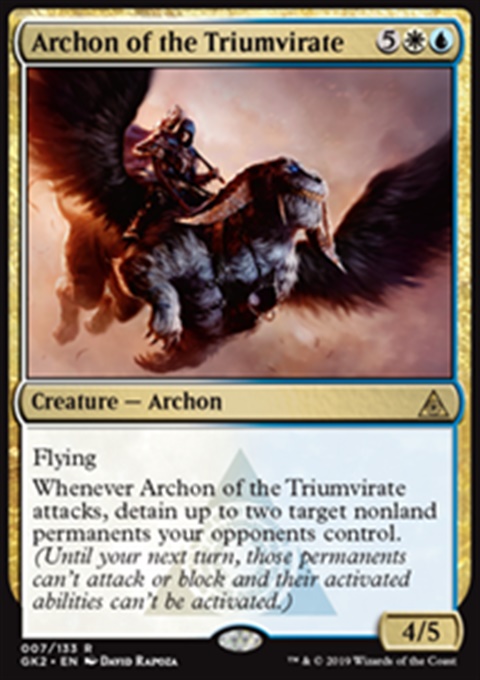 Archon of the Triumvirate 5
Creature — Archon
Flying
Whenever Archon of the Triumvirate
attacks, detain up to two target nonland
permanents your opponents control.
(Until your next turn, those permanents
can't attack or block and their activated
abilities can't be activated.)
4/5
007/133 R
GK2 • EN David Rapoza
™ & © 2019 Wizards of the Coast